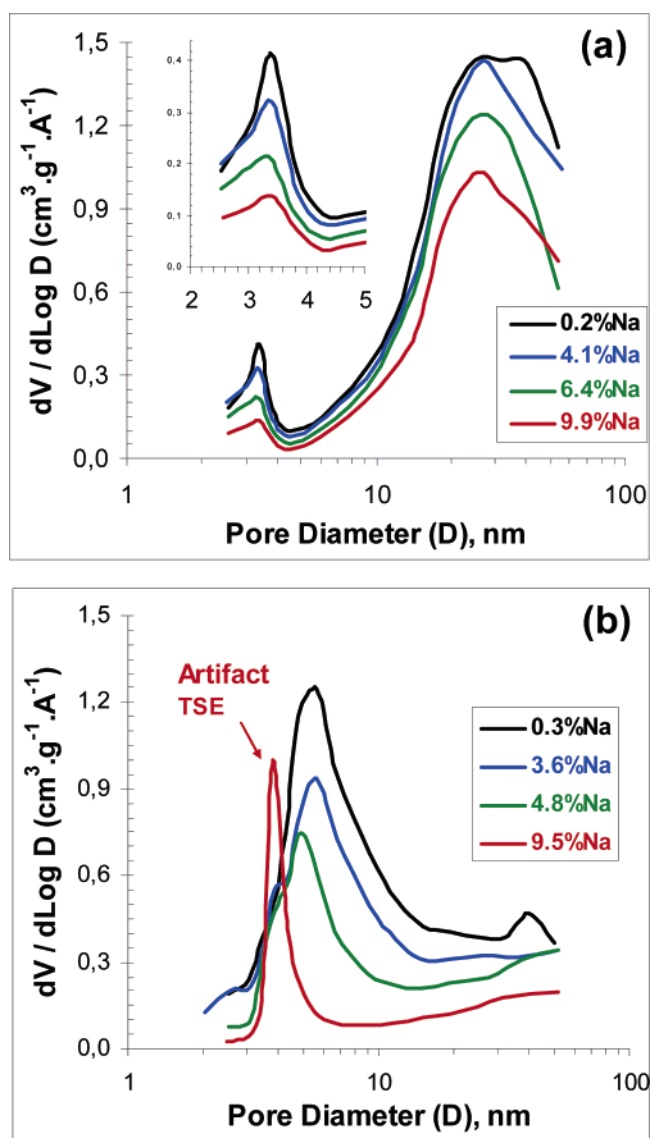 (a)
dV / dLog D (cm³.g⁻¹.A⁻¹)
1,5
1,2
0,9
0,6
0,3
0,0
0,4
0,3
0,2
0,1
0,0
2 3 4 5
0.2%Na
4.1%Na
6.4%Na
9.9%Na
1 10 100
Pore Diameter (D), nm
(b)
dV / dLog D (cm³.g⁻¹.A⁻¹)
1,5
1,2
0,9
0,6
0,3
0,0
Artifact
TSE
0.3%Na
3.6%Na
4.8%Na
9.5%Na
1 10 100
Pore Diameter (D), nm